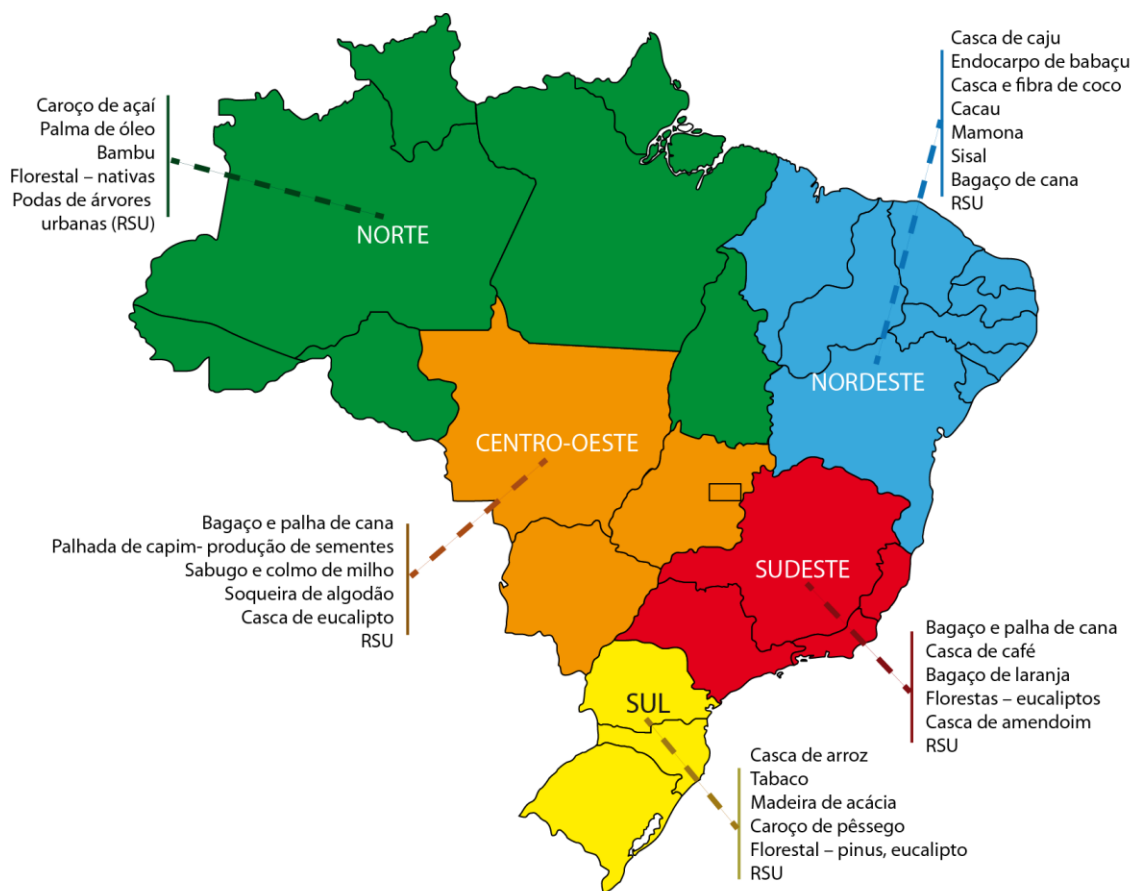 Caroço de açaí
Palma de óleo
Bambu
Florestal – nativas
Podas de árvores
urbanas (RSU)
NORTE
Casca de caju
Endocarpo de babaçu
Casca e fibra de coco
Cacau
Mamona
Sisal
Bagaço de cana
RSU
NORDESTE
CENTRO-OESTE
Bagaço e palha de cana
Palhada de capim- produção de sementes
Sabugo e colmo de milho
Soqueira de algodão
Casca de eucalipto
RSU
SUDESTE
Bagaço e palha de cana
Casca de café
Bagaço de laranja
Florestas – eucaliptos
Casca de amendoim
RSU
SUL
Casca de arroz
Tabaco
Madeira de acácia
Caroço de pêssego
Florestal – pinus, eucalipto
RSU